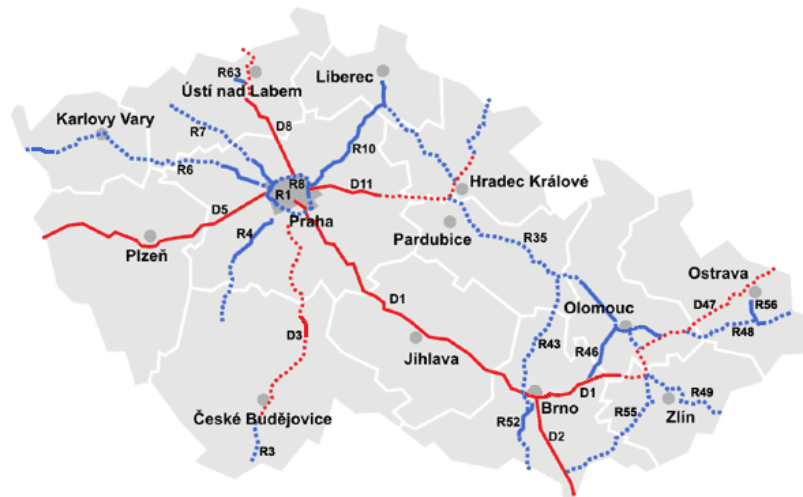 R63
Liberec
Ústí nad Labem
Karlovy Vary
R7
D8
R10
R6
R8
R1
D11
Hradec Králové
D5
R4
Praha
Pardubice
R35
Plzeň
Ostrava
D1
D47
R56
Olomouc
D3
R43
R48
Jihlava
R46
D1
R49
České Budějovice
R52
Brno
R55
Zlín
D2
R3